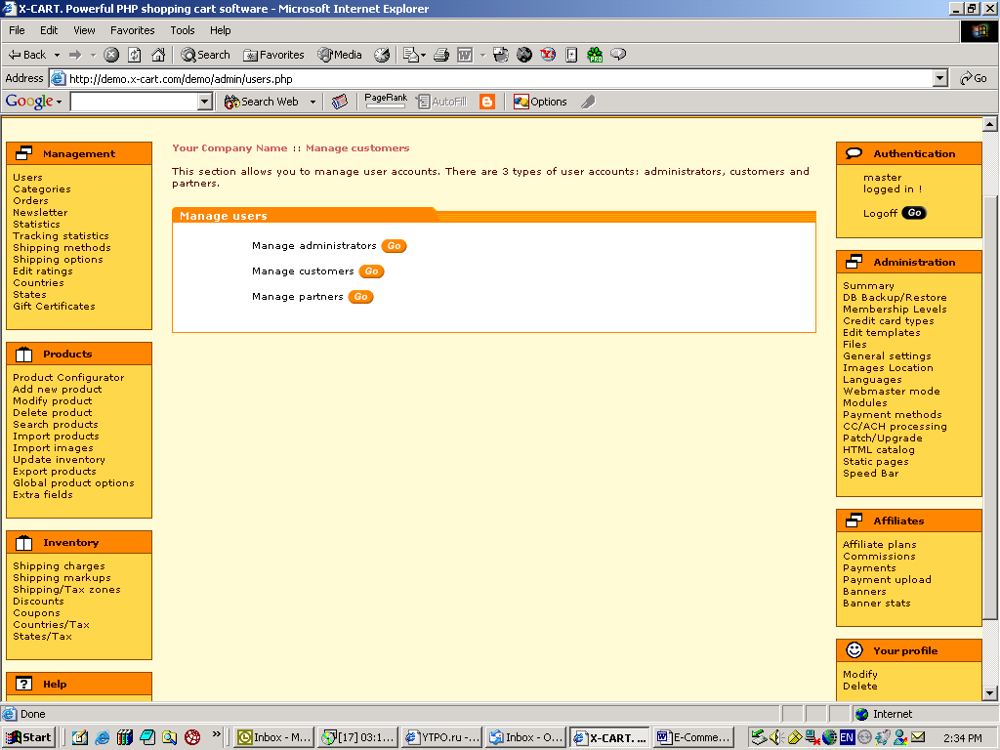 X-CART. Powerful PHP shopping cart software - Microsoft Internet Explorer
File Edit View Favorites Tools Help
Back Search Favorites Media PRO
Address http://demo.x-cart.com/demo/admin/users.php Go
Google Search Web PageRank AutoFill Options
Management
Users
Categories
Orders
Newsletter
Statistics
Tracking statistics
Shipping methods
Shipping options
Edit ratings
Countries
States
Gift Certificates
Products
Product Configurator
Add new product
Modify product
Delete product
Search products
Import products
Import images
Update inventory
Export products
Global product options
Extra fields
Inventory
Shipping charges
Shipping markups
Shipping/Tax zones
Discounts
Coupons
Countries/Tax
States/Tax
Help
Your Company Name :: Manage customers
This section allows you to manage user accounts. There are 3 types of user accounts: administrators, customers and
partners.
Manage users
Manage administrators Go
Manage customers Go
Manage partners Go
Authentication
master
logged in !
Logoff Go
Administration
Summary
DB Backup/Restore
Membership Levels
Credit card types
Edit templates
Files
General settings
Images Location
Languages
Webmaster mode
Modules
Payment methods
CC/ACH processing
Patch/Upgrade
HTML catalog
Static pages
Speed Bar
Affiliates
Affiliate plans
Commissions
Payments
Payment upload
Banners
Banner stats
Your profile
Modify
Delete
Done Internet
Start Inbox - M... [17] 03:1... YTPO.ru -... Inbox - O... X-CART. ... E-Comme... EN 2:34 PM